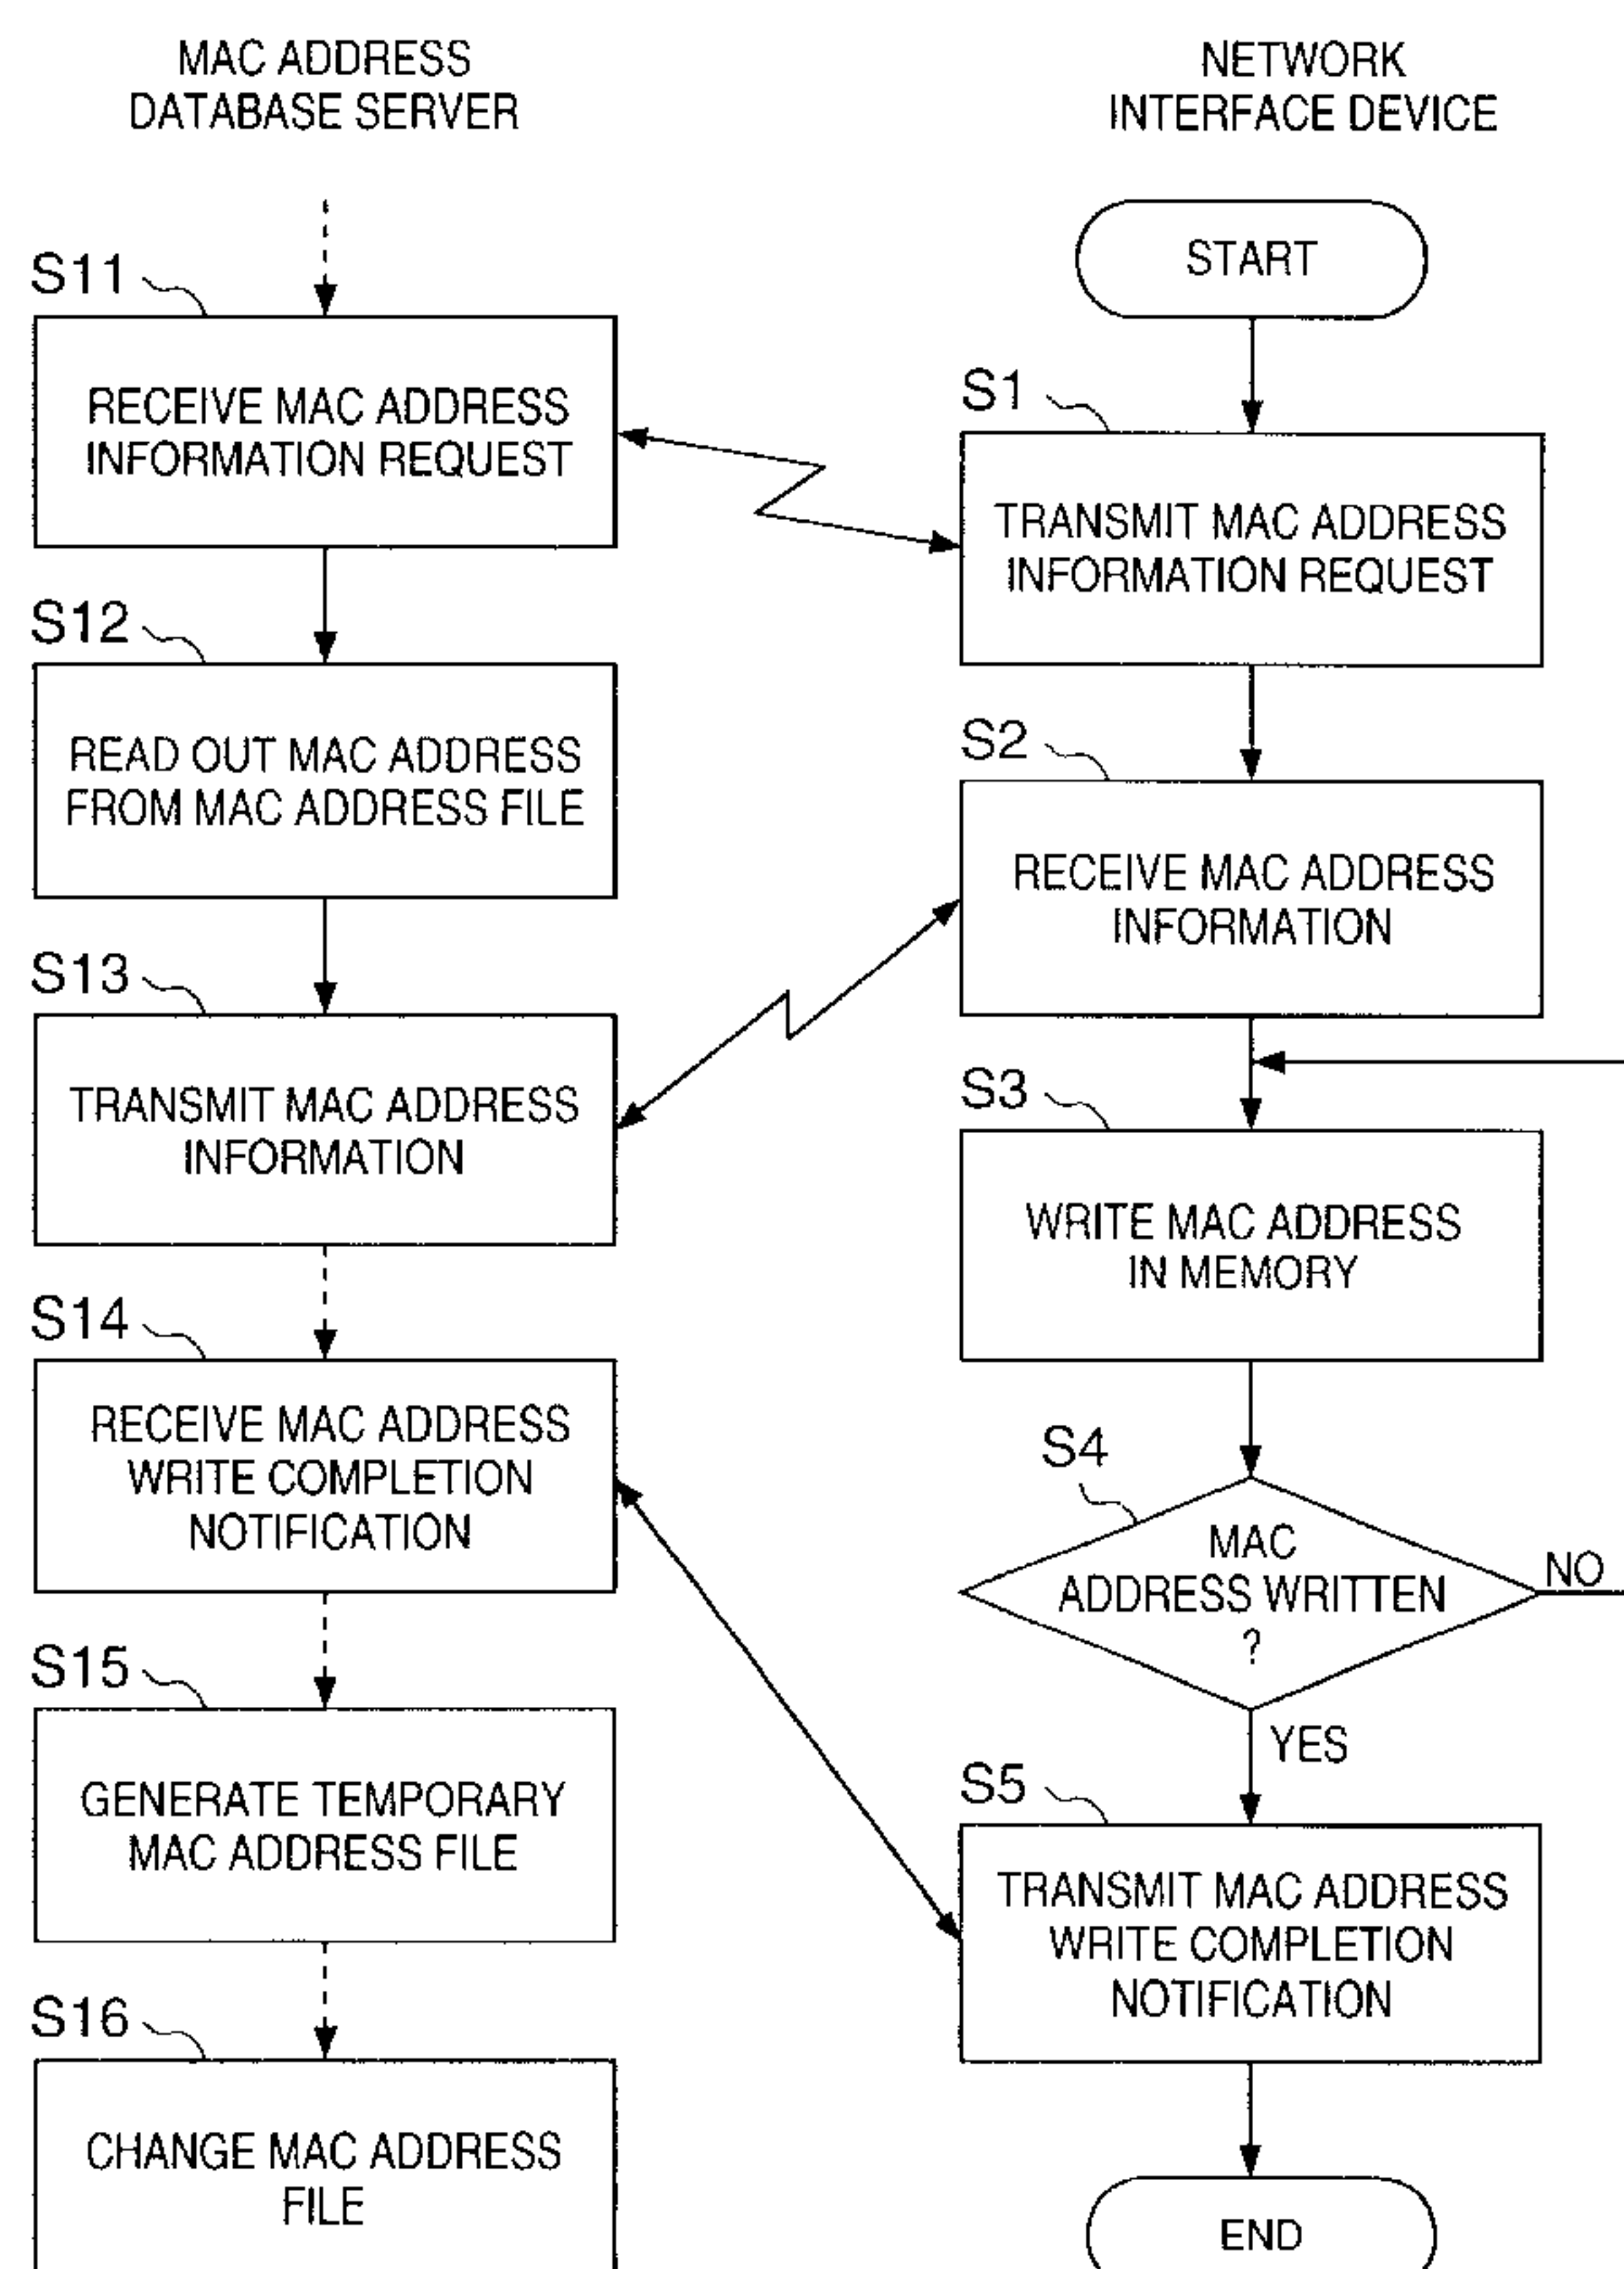 MAC ADDRESS
DATABASE SERVER
S11
RECEIVE MAC ADDRESS
INFORMATION REQUEST
S12
READ OUT MAC ADDRESS
FROM MAC ADDRESS FILE
S13
TRANSMIT MAC ADDRESS
INFORMATION
S14
RECEIVE MAC ADDRESS
WRITE COMPLETION
NOTIFICATION
S15
GENERATE TEMPORARY
MAC ADDRESS FILE
S16
CHANGE MAC ADDRESS
FILE
NETWORK
INTERFACE DEVICE
START
S1
TRANSMIT MAC ADDRESS
INFORMATION REQUEST
S2
RECEIVE MAC ADDRESS
INFORMATION
S3
WRITE MAC ADDRESS
IN MEMORY
S4
MAC
ADDRESS WRITTEN
?
NO
YES
S5
TRANSMIT MAC ADDRESS
WRITE COMPLETION
NOTIFICATION
END